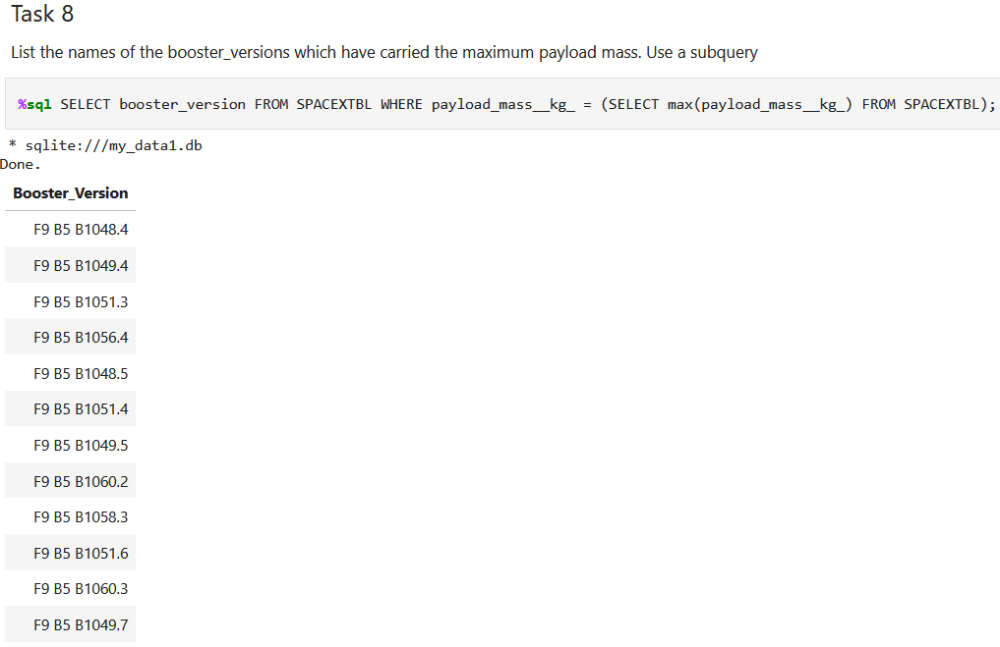 Task 8
List the names of the booster_versions which have carried the maximum payload mass. Use a subquery
%sql SELECT booster_version FROM SPACEXTBL WHERE payload_mass__kg_ = (SELECT max(payload_mass__kg_) FROM SPACEXTBL);
* sqlite:///my_data1.db
Done.
Booster_Version
F9 B5 B1048.4
F9 B5 B1049.4
F9 B5 B1051.3
F9 B5 B1056.4
F9 B5 B1048.5
F9 B5 B1051.4
F9 B5 B1049.5
F9 B5 B1060.2
F9 B5 B1058.3
F9 B5 B1051.6
F9 B5 B1060.3
F9 B5 B1049.7